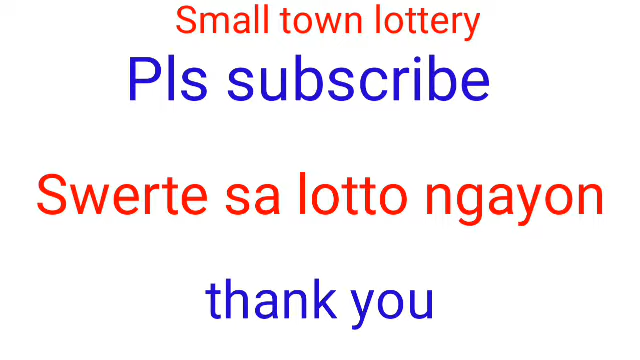 Small town lottery
Pls subscribe
Swerte sa lotto ngayon
thank you